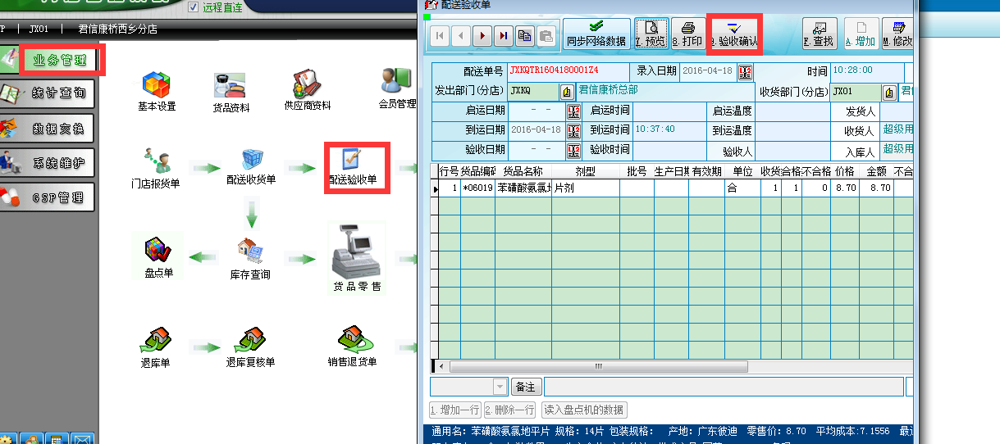 远程直连
JX01 | 君信康桥西乡分店
业务管理
统计查询
数据交换
系统维护
GSP管理
基本设置
货品资料
供应商资料
会员管理
门店报货单
配送收货单
配送验收单
盘点单
库存查询
货品零售
退库单
退库复核单
销售退货单
配送验收单
同步网络数据
7.预览
8.打印
验收确认
F.查找
A.增加
M.修改
配送单号 JXKQTR1604180001Z4 录入日期 2016-04-18 时间 10:28:00
发出部门(分店) JXKQ 君信康桥总部 收货部门(分店) JX01
启运日期 - - 启运时间 启运温度 发货人
到运日期 2016-04-18 到运时间 10:37:40 到运温度 收货人 超级用
验收日期 - - 验收时间 验收人 入库人 超级用
行号 货品编码 货品名称 剂型 批号 生产日期 有效期 单位 收货 合格 不合格 价格 金额 不合
1 *06019 苯磺酸氨氯地 片剂 合 1 1 0 8.70 8.70
备注
1.增加一行 2.删除一行 读入盘点机的数据
通用名: 苯磺酸氨氯地平片 规格: 14片 包装规格: 产地: 广东彼迪 零售价: 8.70 平均成本:7.1556